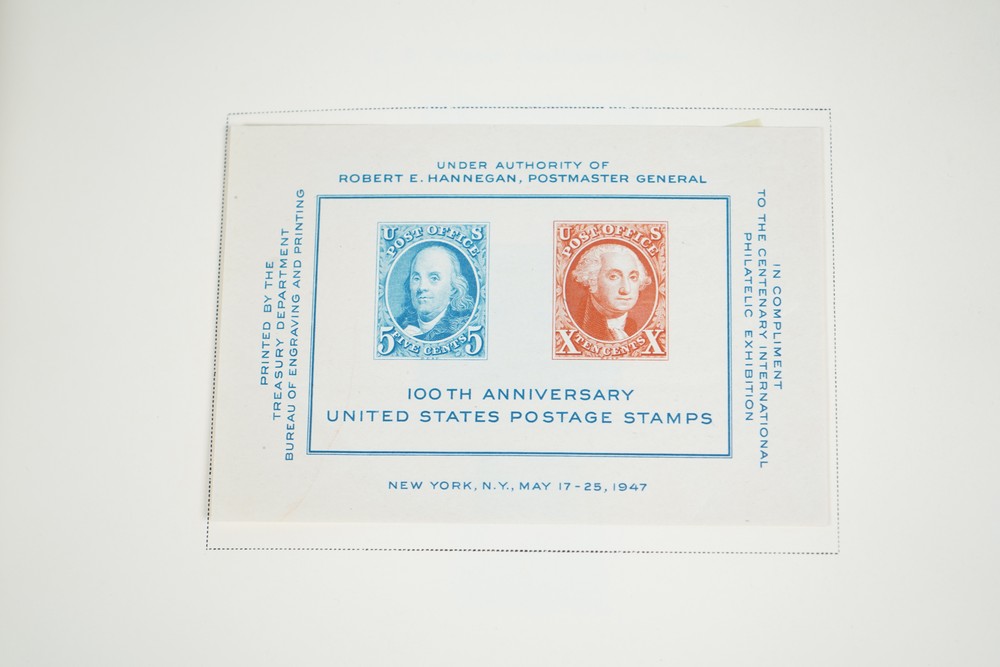 UNDER AUTHORITY OF
ROBERT E. HANNEGAN, POSTMASTER GENERAL
PRINTED BY THE
TREASURY DEPARTMENT
BUREAU OF ENGRAVING AND PRINTING
U S
POST OFFICE
5 5
FIVE CENTS
U S
POST OFFICE
X X
TEN CENTS
100TH ANNIVERSARY
UNITED STATES POSTAGE STAMPS
IN COMPLIMENT
TO THE CENTENARY INTERNATIONAL
PHILATELIC EXHIBITION
NEW YORK, N.Y., MAY 17-25, 1947